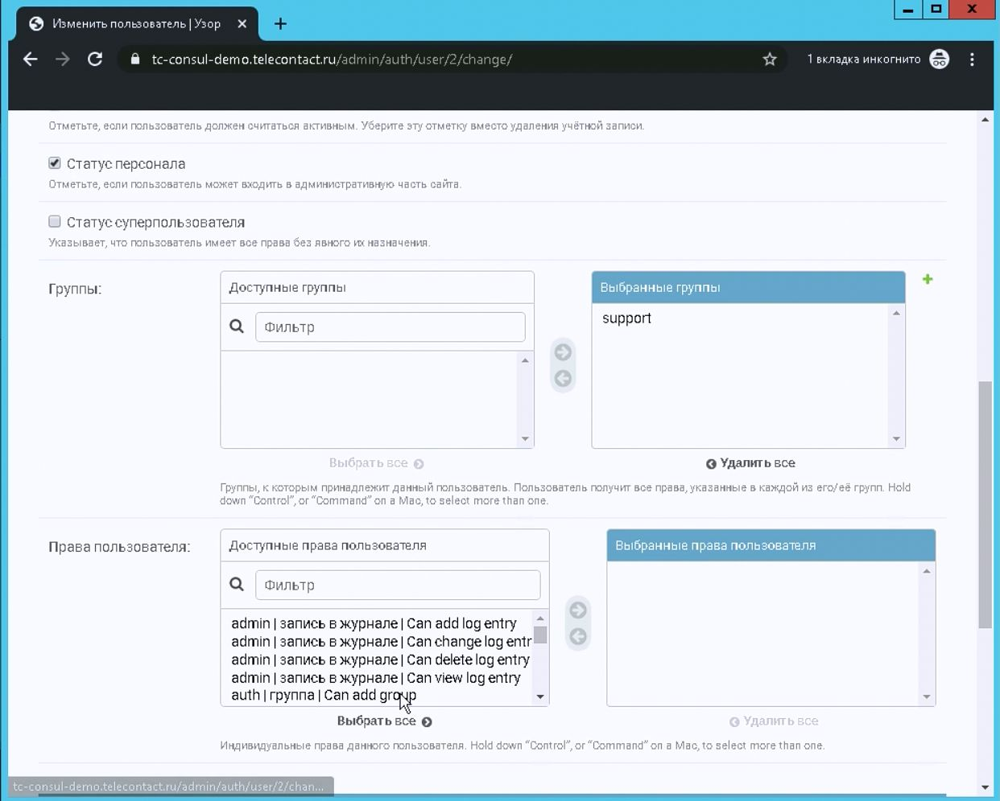 Изменить пользователь | Узор
tc-consul-demo.telecontact.ru/admin/auth/user/2/change/
1 вкладка инкогнито
Отметьте, если пользователь должен считаться активным. Уберите эту отметку вместо удаления учётной записи.
Статус персонала
Отметьте, если пользователь может входить в административную часть сайта.
Статус суперпользователя
Указывает, что пользователь имеет все права без явного их назначения.
Группы:
Доступные группы
Фильтр
Выбрать все
Выбранные группы
support
Удалить все
Группы, к которым принадлежит данный пользователь. Пользователь получит все права, указанные в каждой из его/её групп. Hold
down “Control”, or “Command” on a Mac, to select more than one.
Права пользователя:
Доступные права пользователя
Фильтр
admin | запись в журнале | Can add log entry
admin | запись в журнале | Can change log entr
admin | запись в журнале | Can delete log entry
admin | запись в журнале | Can view log entry
auth | группа | Can add group
Выбрать все
Выбранные права пользователя
Удалить все
Индивидуальные права данного пользователя. Hold down “Control”, or “Command” on a Mac, to select more than one.
tc-consul-demo.telecontact.ru/admin/auth/user/2/chan...